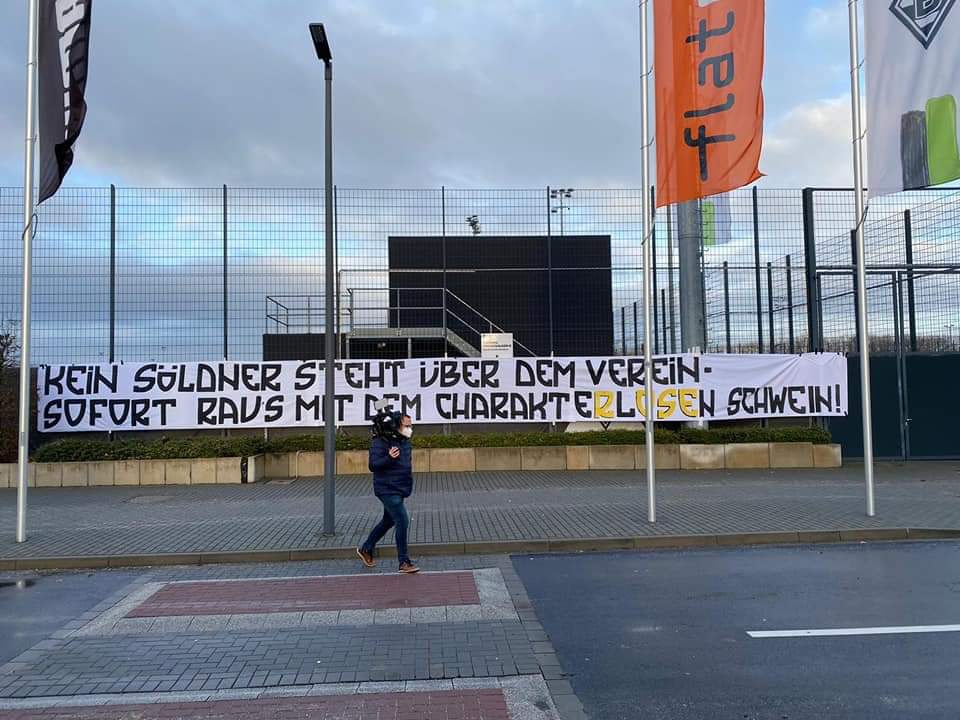 KEIN SÖLDNER STEHT ÜBER DEM VEREIN-
SOFORT RAUS MIT DEM CHARAKTERLOSEN SCHWEIN!
flat
B